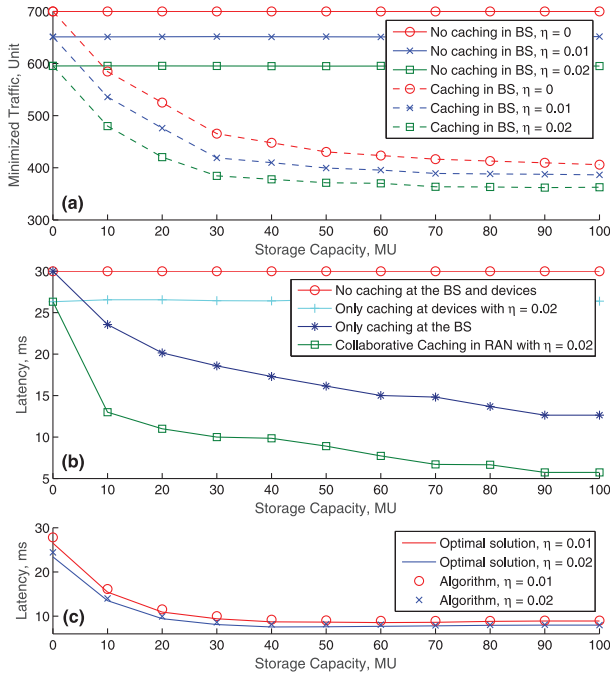 700
600
500
400
300
Minimized Traffic, Unit
No caching in BS, η = 0
No caching in BS, η = 0.01
No caching in BS, η = 0.02
Caching in BS, η = 0
Caching in BS, η = 0.01
Caching in BS, η = 0.02
(a)
0 10 20 30 40 50 60 70 80 90 100
Storage Capacity, MU
30
25
20
15
10
5
Latency, ms
No caching at the BS and devices
Only caching at devices with η = 0.02
Only caching at the BS
Collaborative Caching in RAN with η = 0.02
(b)
0 10 20 30 40 50 60 70 80 90 100
Storage Capacity, MU
30
20
10
Latency, ms
Optimal solution, η = 0.01
Optimal solution, η = 0.02
Algorithm, η = 0.01
Algorithm, η = 0.02
(c)
0 10 20 30 40 50 60 70 80 90 100
Storage Capacity, MU